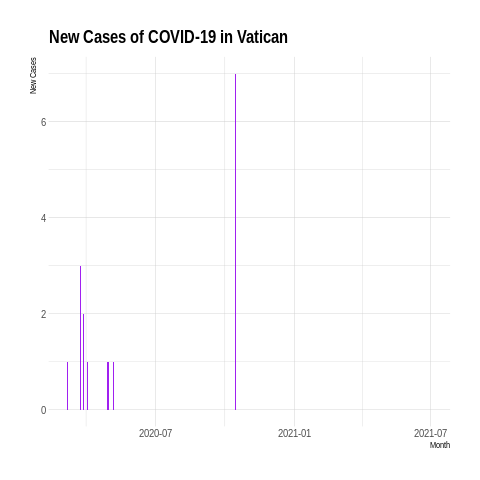 New Cases of COVID-19 in Vatican
New Cases
6
4
2
0
2020-07
2021-01
2021-07
Month